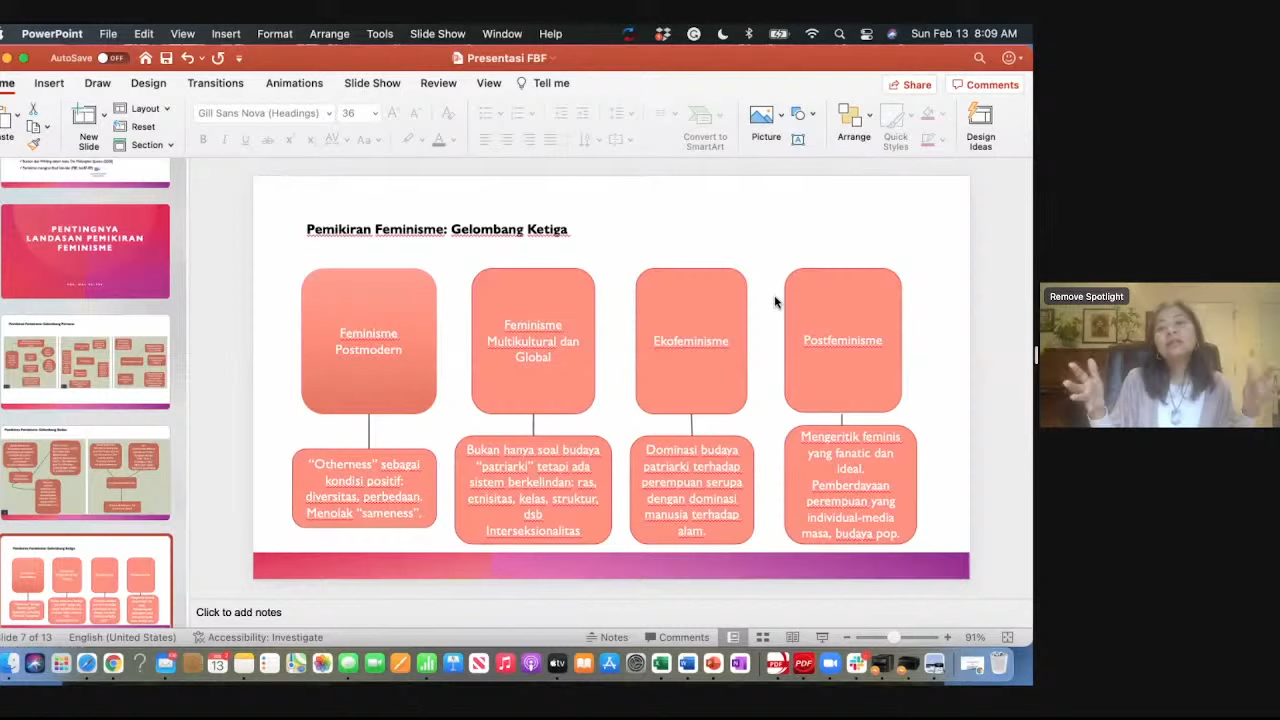 PowerPoint File Edit View Insert Format Arrange Tools Slide Show Window Help Sun Feb 13 8:09 AM
AutoSave OFF Presentasi FBF
me Insert Draw Design Transitions Animations Slide Show Review View Tell me Share Comments
Gill Sans Nova (Headings) 36
Layout
Reset
Section
New
Slide
Convert to
SmartArt
Picture
Arrange
Quick
Styles
Design
Ideas
PENTINGNYA
LANDASAN PEMIKIRAN
FEMINISME
Pemikiran Feminisme: Gelombang Ketiga
Feminisme
Postmodern
Feminisme
Multikultural dan
Global
Ekofeminisme
Postfeminisme
“Otherness” sebagai
kondisi positif:
diversitas, perbedaan.
Menolak “sameness”.
Bukan hanya soal budaya
“patriarki” tetapi ada
sistem berkelindan: ras,
etnisitas, kelas, struktur,
dsb
Interseksionalitas
Dominasi budaya
patriarki terhadap
perempuan serupa
dengan dominasi
manusia terhadap
alam.
Mengeritik feminis
yang fanatic dan
ideal.
Pemberdayaan
perempuan yang
individual-media
masa, budaya pop.
Remove Spotlight
Click to add notes
Slide 7 of 13 English (United States) Accessibility: Investigate Notes Comments 91%